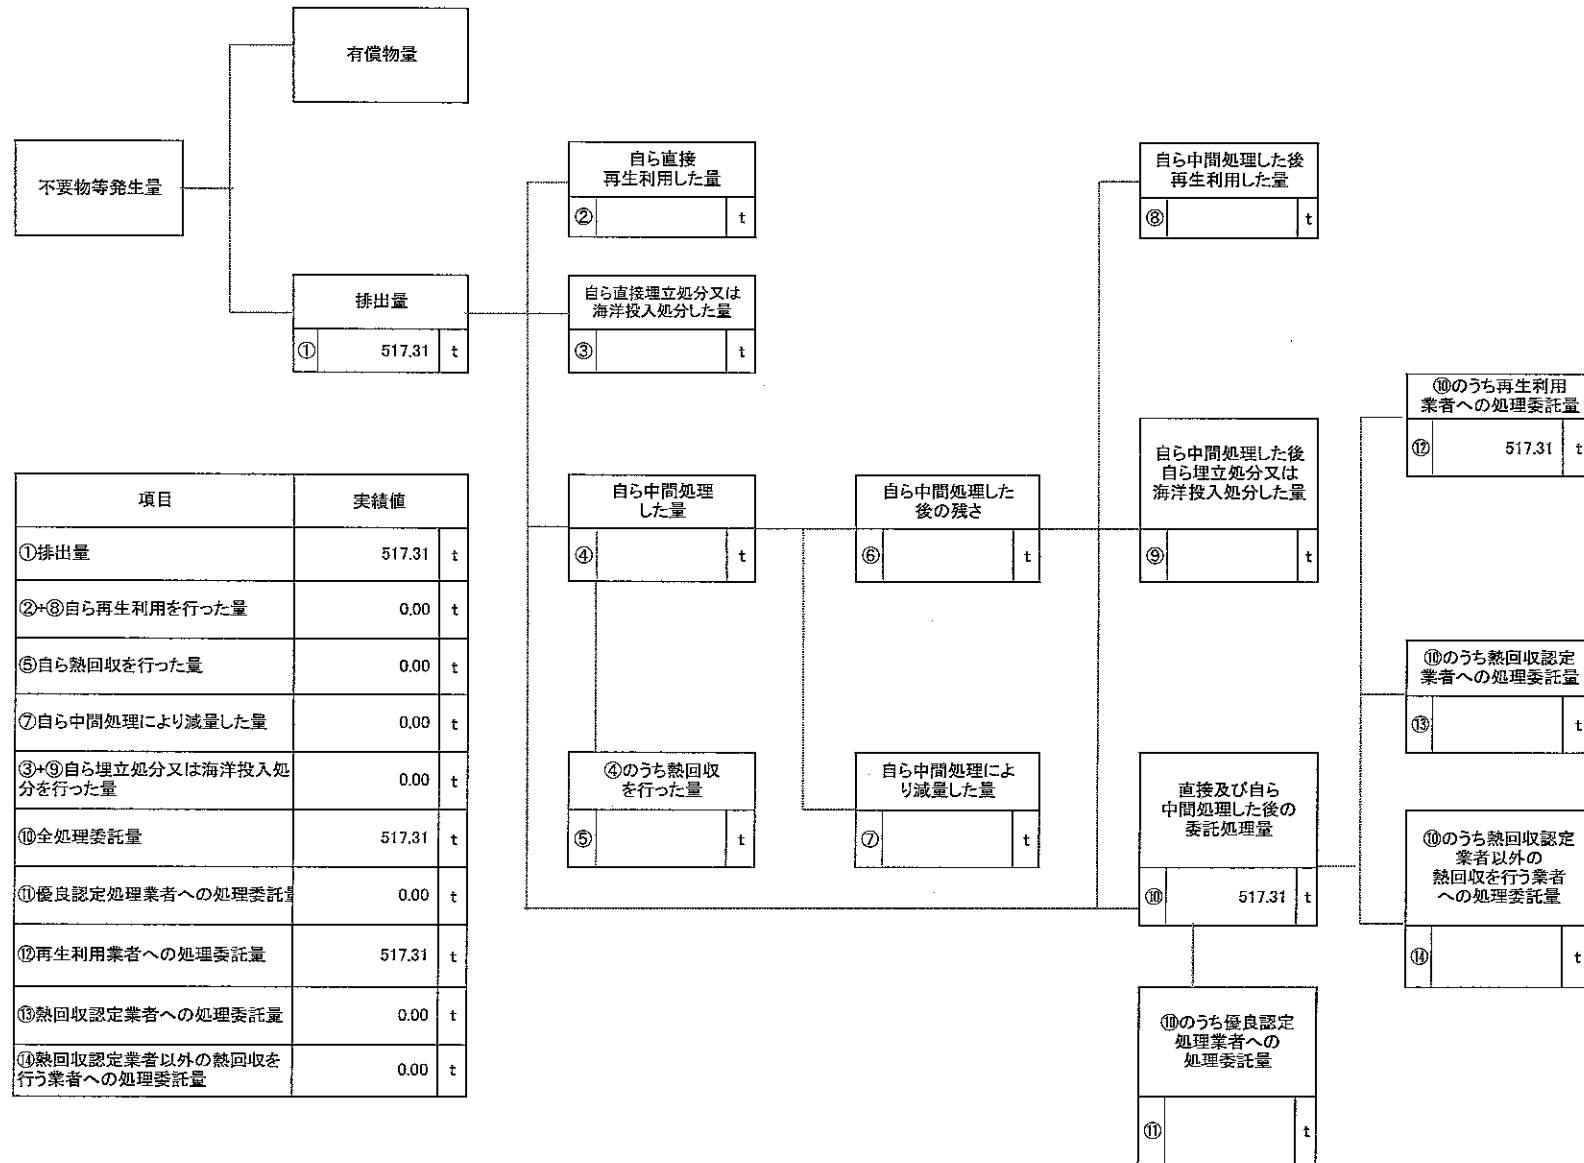 有償物量
不要物等発生量
排出量
① 517.31 t
自ら直接
再生利用した量
② t
自ら直接埋立処分又は
海洋投入処分した量
③ t
自ら中間処理
した量
④ t
④のうち熱回収
を行った量
⑤ t
自ら中間処理した
後の残さ
⑥ t
自ら中間処理によ
り減量した量
⑦ t
自ら中間処理した後
再生利用した量
⑧ t
自ら中間処理した後
自ら埋立処分又は
海洋投入処分した量
⑨ t
直接及び自ら
中間処理した後の
委託処理量
⑩ 517.31 t
⑩のうち優良認定
処理業者への
処理委託量
⑪ t
⑩のうち再生利用
業者への処理委託量
⑫ 517.31 t
⑩のうち熱回収認定
業者への処理委託量
⑬ t
⑩のうち熱回収認定
業者以外の
熱回収を行う業者
への処理委託量
⑭ t
項目 実績値
①排出量 517.31 t
②+⑧自ら再生利用を行った量 0.00 t
⑤自ら熱回収を行った量 0.00 t
⑦自ら中間処理により減量した量 0.00 t
③+⑨自ら埋立処分又は海洋投入処
分を行った量 0.00 t
⑩全処理委託量 517.31 t
⑪優良認定処理業者への処理委託量 0.00 t
⑫再生利用業者への処理委託量 517.31 t
⑬熱回収認定業者への処理委託量 0.00 t
⑭熱回収認定業者以外の熱回収を
行う業者への処理委託量 0.00 t